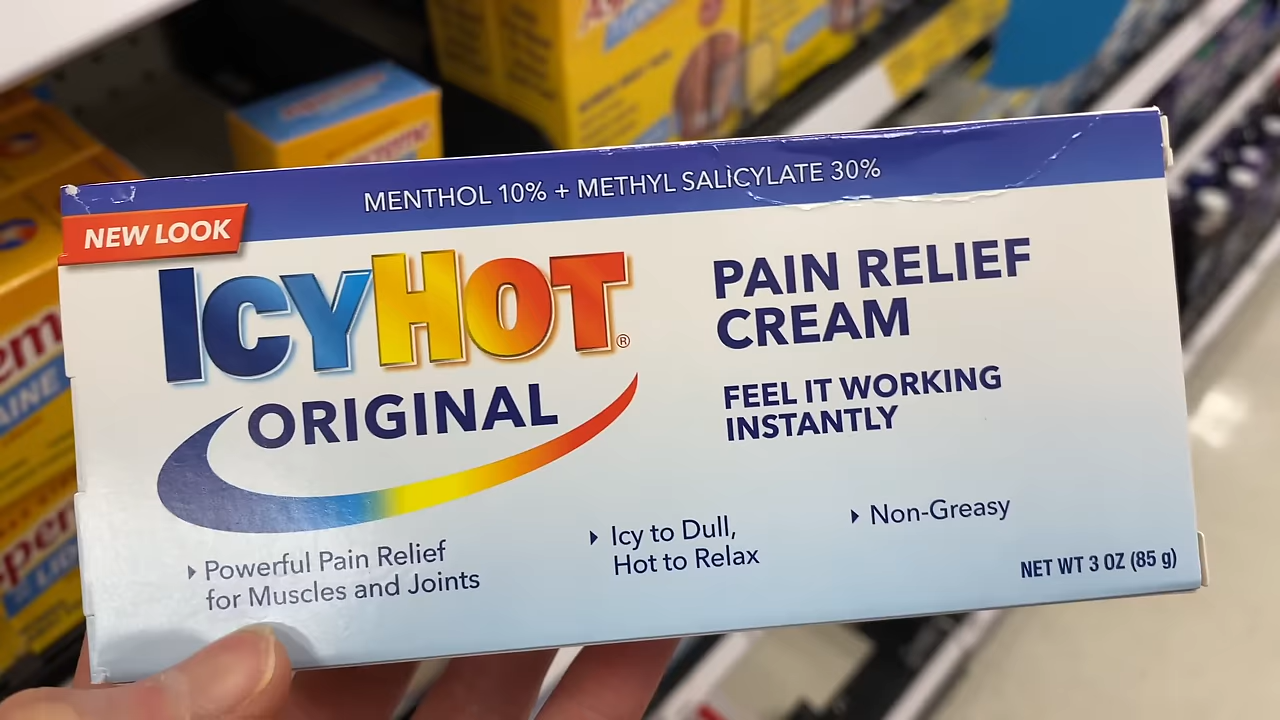 MENTHOL 10% + METHYL SALICYLATE 30%
NEW LOOK
ICYHOT®
ORIGINAL
PAIN RELIEF
CREAM
FEEL IT WORKING
INSTANTLY
‣ Powerful Pain Relief
for Muscles and Joints
‣ Icy to Dull,
Hot to Relax
‣ Non-Greasy
NET WT 3 OZ (85 g)